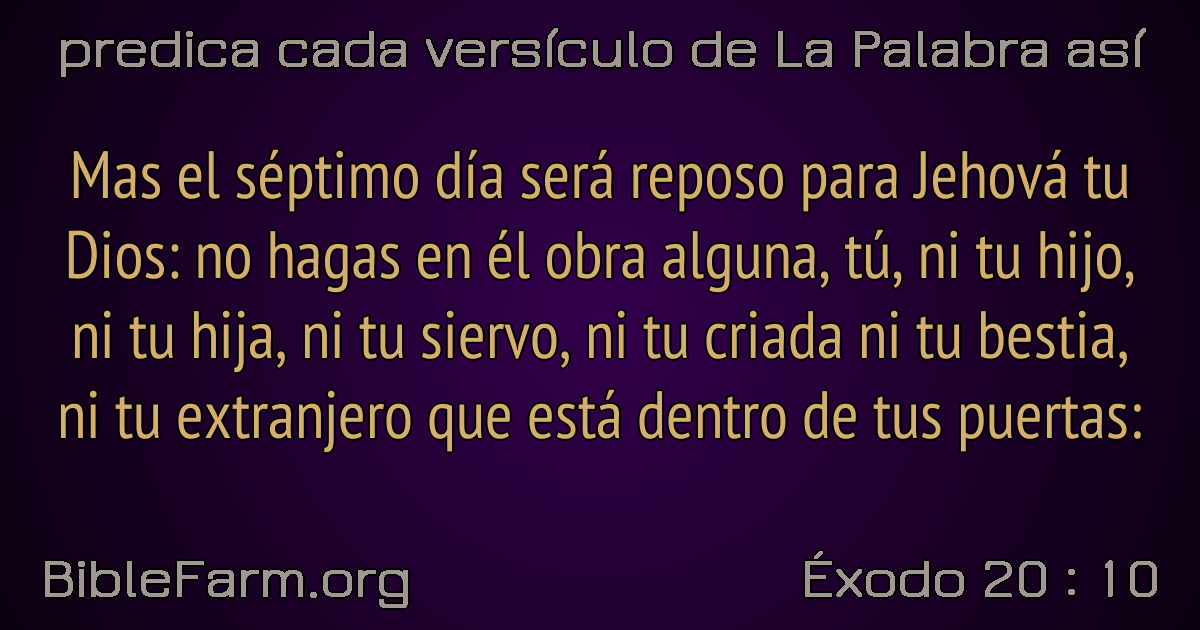 predica cada versículo de La Palabra así
Mas el séptimo día será reposo para Jehová tu
Dios: no hagas en él obra alguna, tú, ni tu hijo,
ni tu hija, ni tu siervo, ni tu criada ni tu bestia,
ni tu extranjero que está dentro de tus puertas:
BibleFarm.org
Éxodo 20 : 10